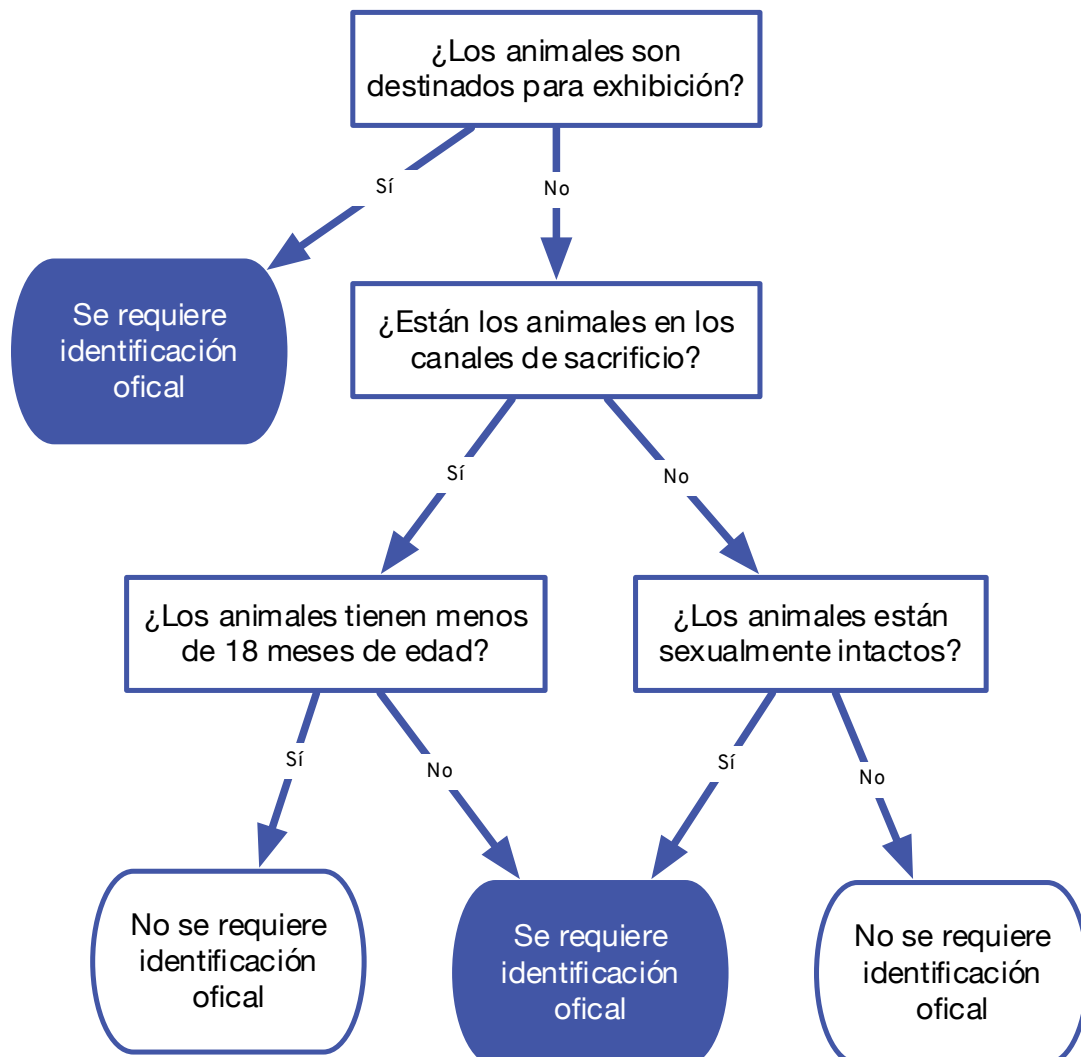 ¿Los animales son
destinados para exhibición?
Sí
No
Se requiere
identificación
ofical
¿Están los animales en los
canales de sacrificio?
Sí
No
¿Los animales tienen menos
de 18 meses de edad?
¿Los animales están
sexualmente intactos?
Sí
No
Sí
No
No se requiere
identificación
ofical
Se requiere
identificación
ofical
No se requiere
identificación
ofical